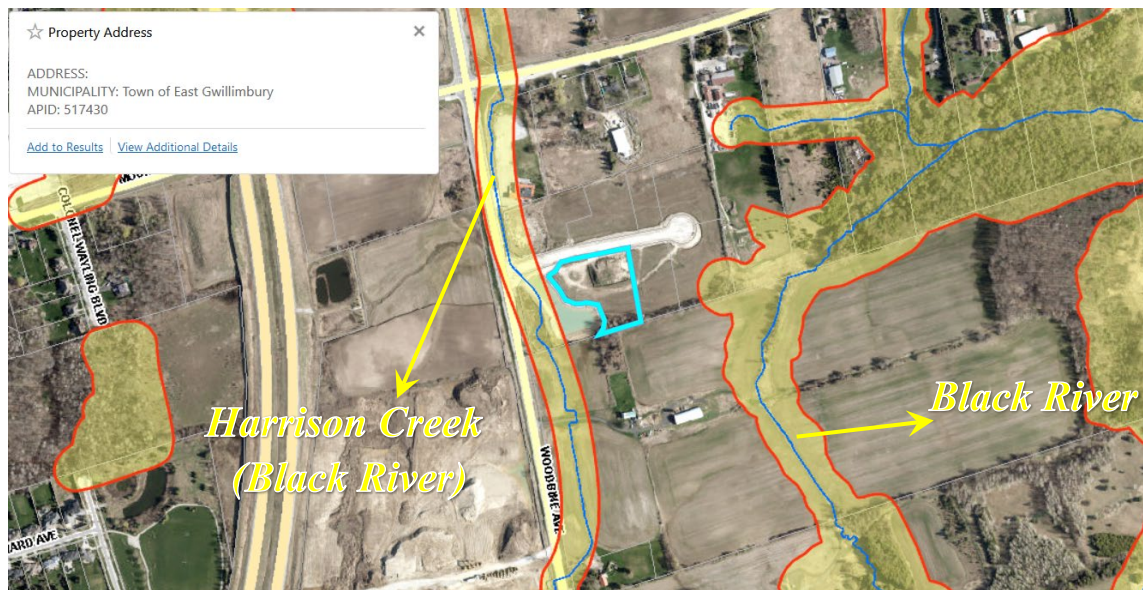 Property Address
ADDRESS:
MUNICIPALITY: Town of East Gwillimbury
APID: 517430
Add to Results
View Additional Details
COLONEL WAYLING BLVD
Harrison Creek
(Black River)
Black River
WOODBINE AVE